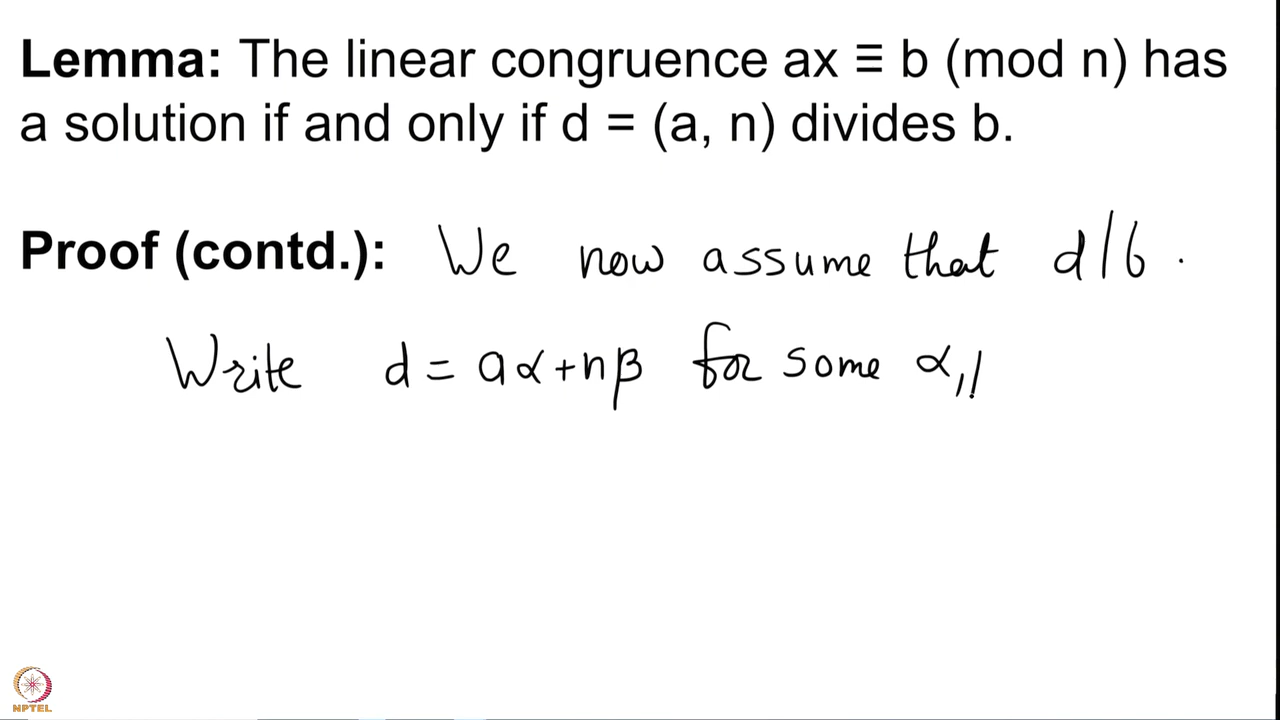 Lemma: The linear congruence ax ≡ b (mod n) has
a solution if and only if d = (a, n) divides b.
Proof (contd.): We now assume that d/b.
Write d = aα+nβ for some α,
NPTEL